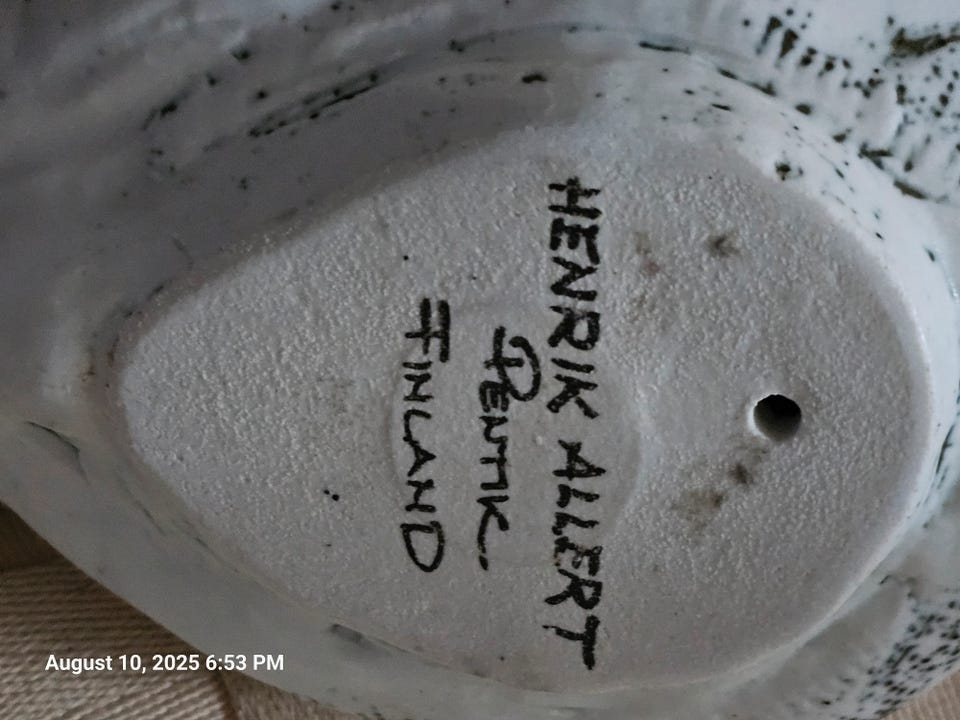 HENRIK ALLERT
PENTIK.
FINLAND
August 10, 2025 6:53 PM